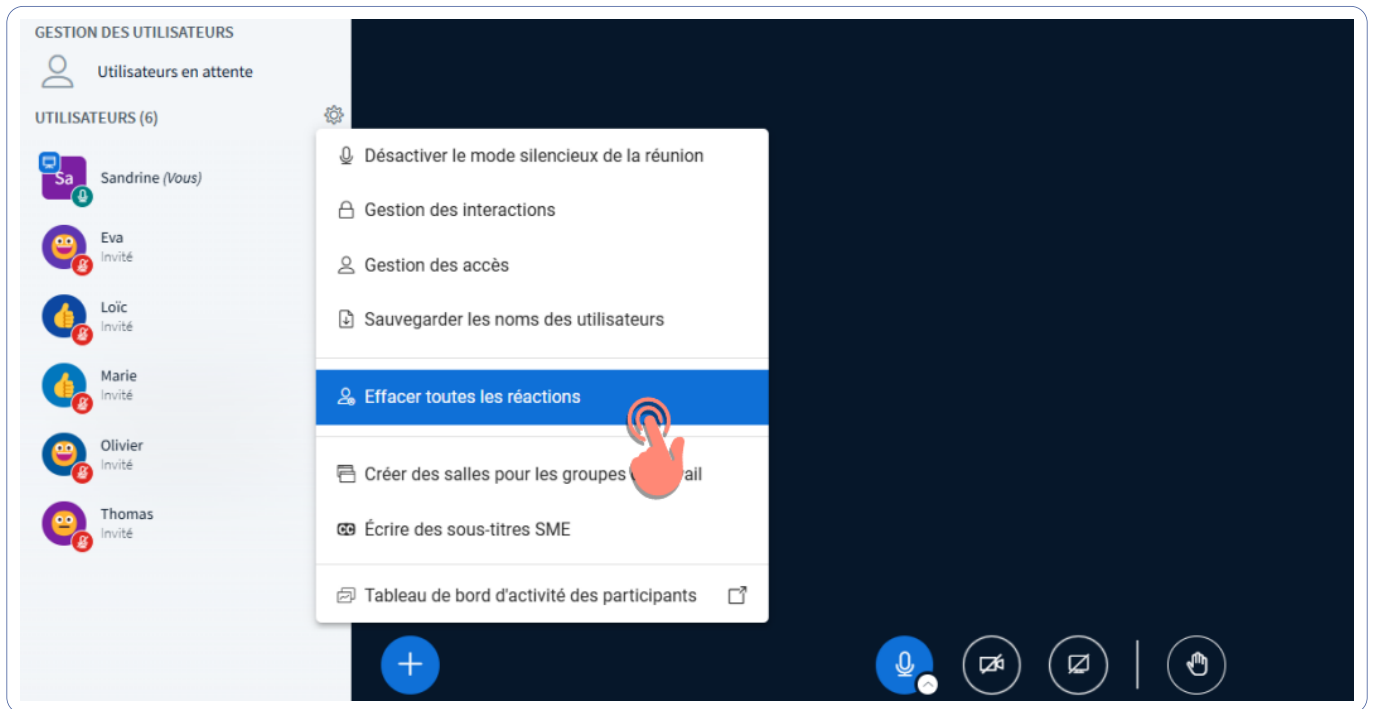 GESTION DES UTILISATEURS
Utilisateurs en attente
UTILISATEURS (6)
Sa
Sandrine (Vous)
Eva
Invité
Loïc
Invité
Marie
Invité
Olivier
Invité
Thomas
Invité
Désactiver le mode silencieux de la réunion
Gestion des interactions
Gestion des accès
Sauvegarder les noms des utilisateurs
Effacer toutes les réactions
Créer des salles pour les groupes
CC Écrire des sous-titres SME
Tableau de bord d'activité des participants